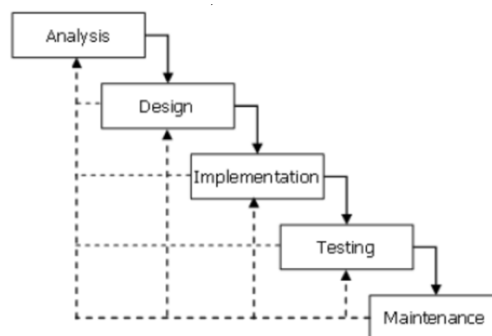 Analysis
Design
Implementation
Testing
Maintenance